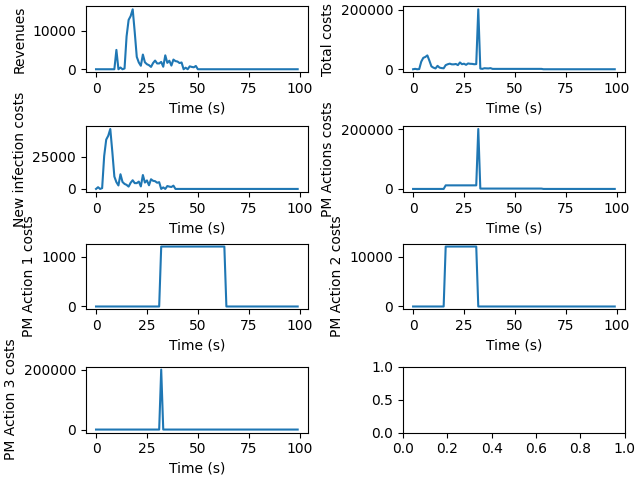 Revenues
10000
0
0 25 50 75 100
Time (s)
Total costs
200000
0
0 25 50 75 100
Time (s)
New infection costs
25000
0
0 25 50 75 100
Time (s)
PM Actions costs
200000
0
0 25 50 75 100
Time (s)
PM Action 1 costs
1000
0
0 25 50 75 100
Time (s)
PM Action 2 costs
10000
0
0 25 50 75 100
Time (s)
PM Action 3 costs
200000
0
0 25 50 75 100
Time (s)
1.0
0.5
0.0
0.0 0.2 0.4 0.6 0.8 1.0